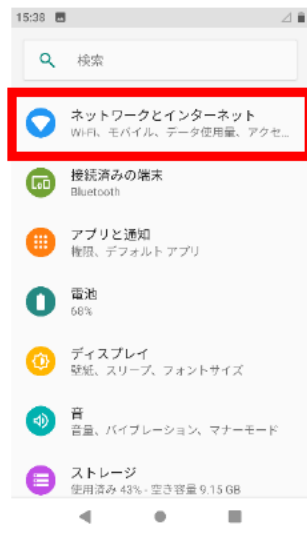 15:38
検索
ネットワークとインターネット
Wi-Fi、モバイル、データ使用量、アクセ...
接続済みの端末
Bluetooth
アプリと通知
権限、デフォルト アプリ
電池
68%
ディスプレイ
壁紙、スリープ、フォントサイズ
音
音量、バイブレーション、マナーモード
ストレージ
使用済み 43% - 空き容量 9.15 GB